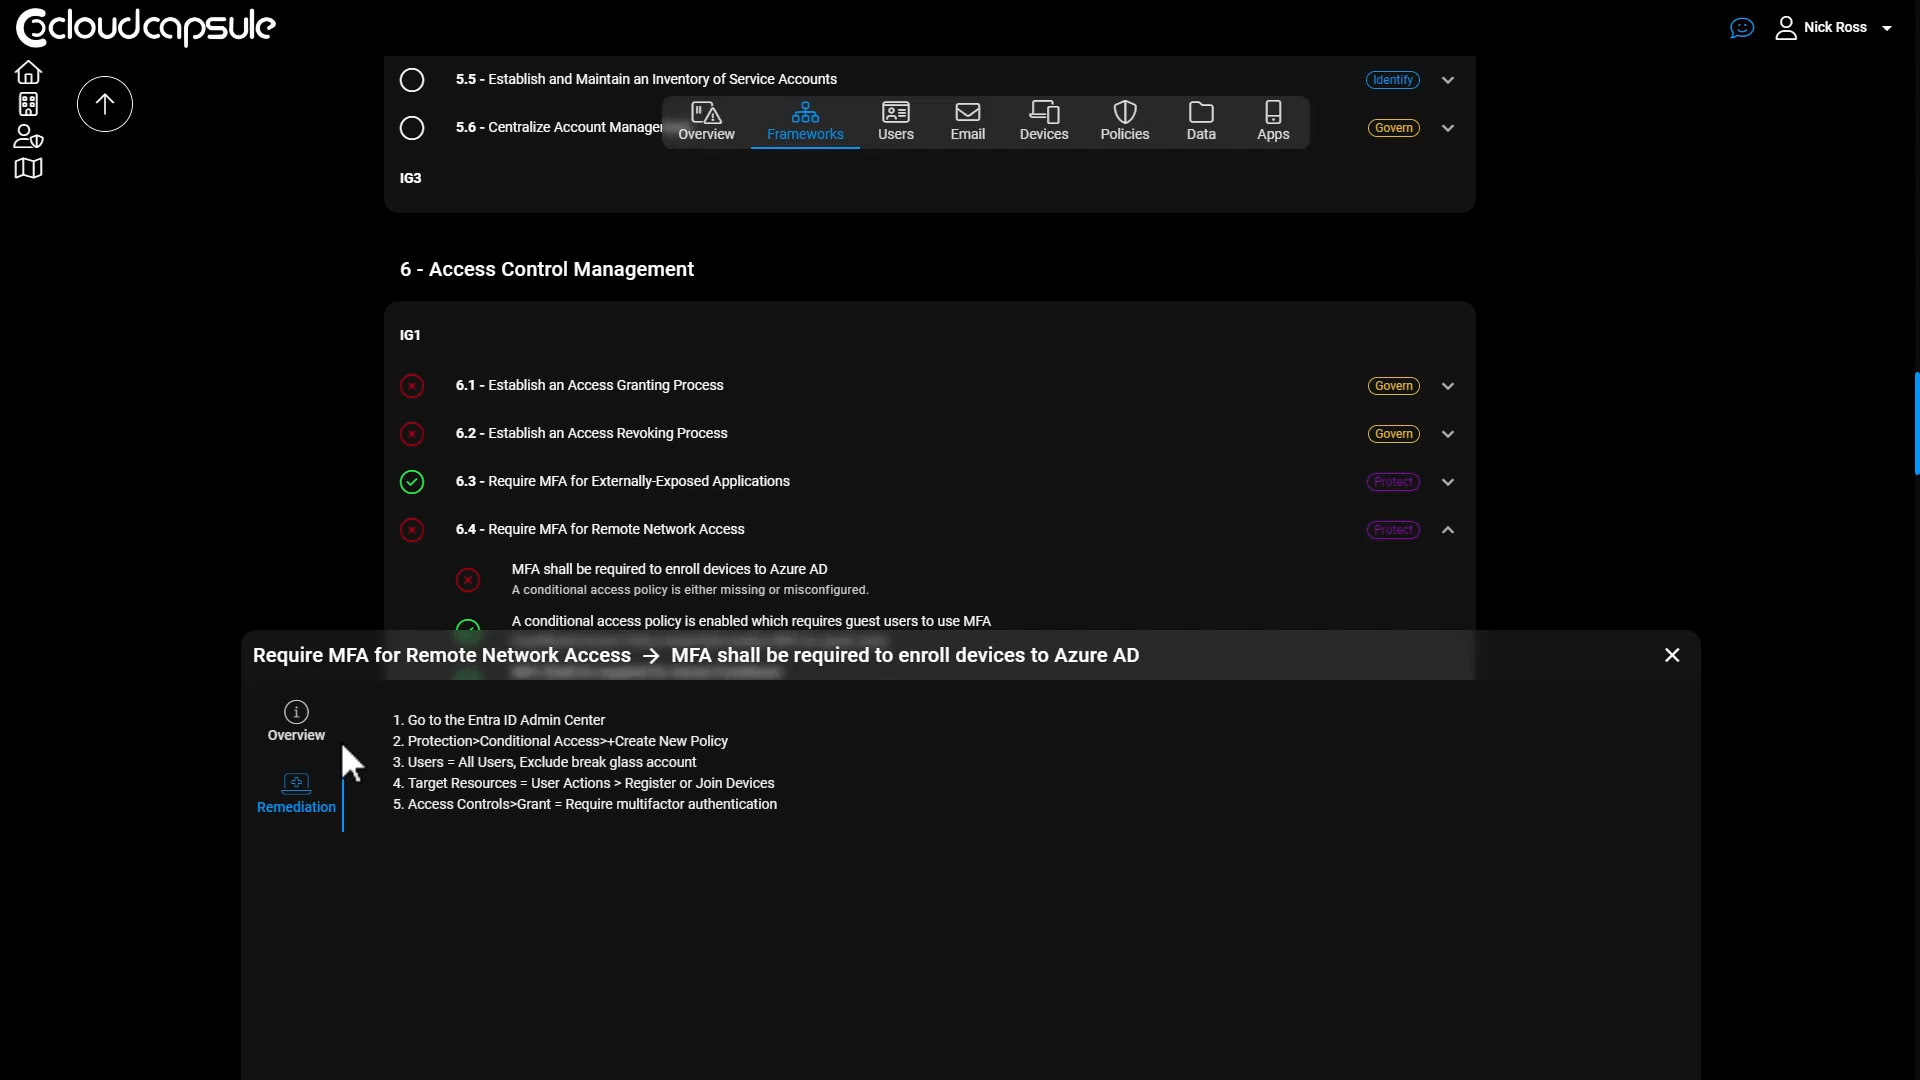 cloudcapsule
Nick Ross
5.5 - Establish and Maintain an Inventory of Service Accounts
Identify
5.6 - Centralize Account
Govern
Overview
Frameworks
Users
Email
Devices
Policies
Data
Apps
IG3
6 - Access Control Management
IG1
6.1 - Establish an Access Granting Process
Govern
6.2 - Establish an Access Revoking Process
Govern
6.3 - Require MFA for Externally-Exposed Applications
Protect
6.4 - Require MFA for Remote Network Access
Protect
MFA shall be required to enroll devices to Azure AD
A conditional access policy is either missing or misconfigured.
A conditional access policy is enabled which requires guest users to use MFA
Require MFA for Remote Network Access → MFA shall be required to enroll devices to Azure AD
Overview
Remediation
1. Go to the Entra ID Admin Center
2. Protection>Conditional Access>+Create New Policy
3. Users = All Users, Exclude break glass account
4. Target Resources = User Actions > Register or Join Devices
5. Access Controls>Grant = Require multifactor authentication